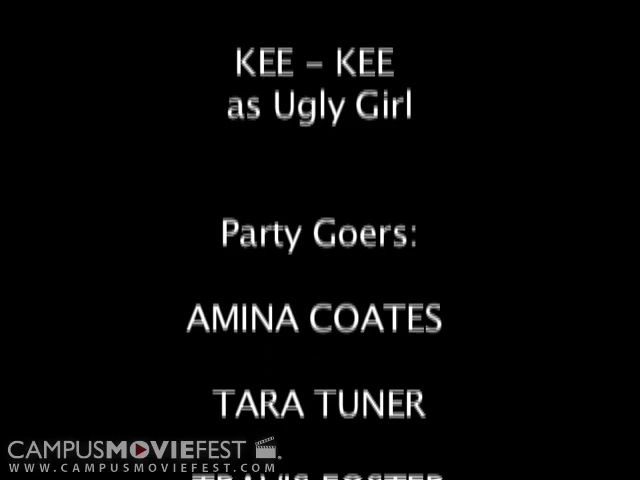 KEE - KEE
as Ugly Girl
Party Goers:
AMINA COATES
TARA TUNER
CAMPUSMOVIEFEST
WWW.CAMPUSMOVIEFEST.COM